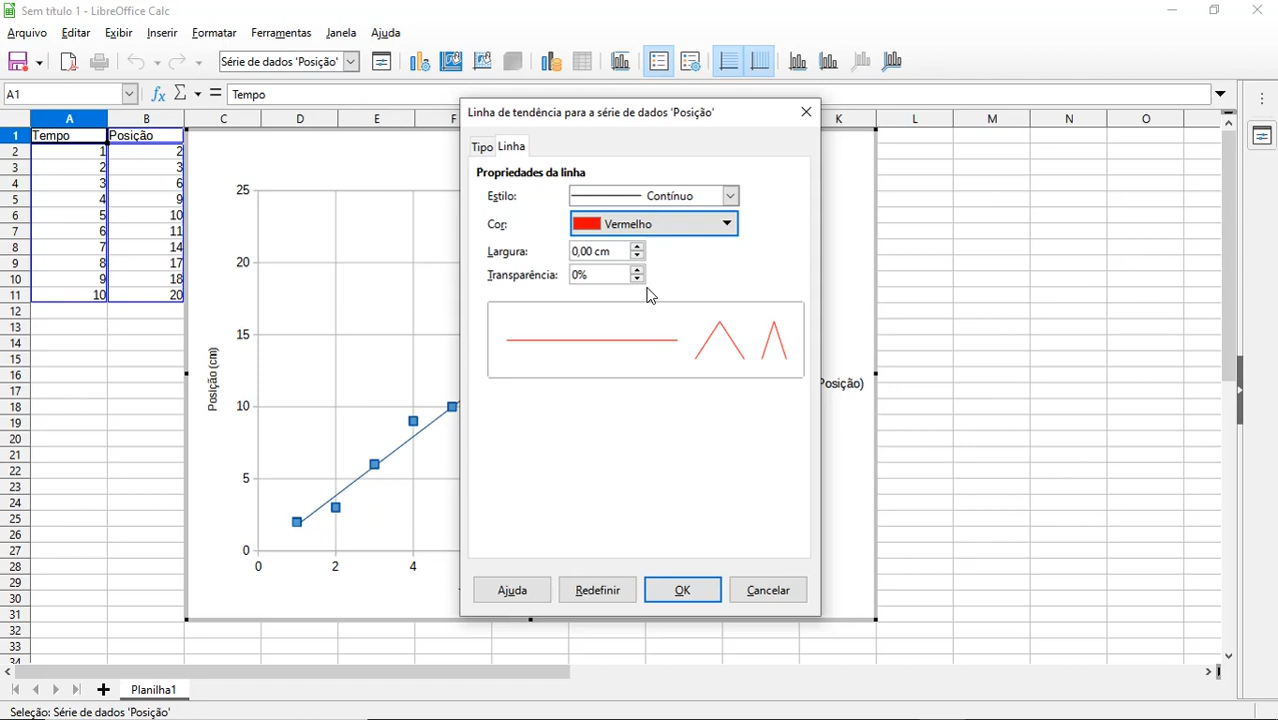 Sem título 1 - LibreOffice Calc
Arquivo Editar Exibir Inserir Formatar Ferramentas Janela Ajuda
Série de dados 'Posição'
A1 Tempo
A B C D E F K L M N O
1 Tempo Posição
2 1 2
3 2 3
4 3 6
5 4 9
6 5 10
7 6 11
8 7 14
9 8 17
10 9 18
11 10 20
12
13
14
15
16
17
18
19
20
21
22
23
24
25
26
27
28
29
30
31
32
33
34
25
20
15
10
5
0
0 2 4
Posição (cm)
Posição)
Linha de tendência para a série de dados 'Posição'
Tipo Linha
Propriedades da linha
Estilo: Contínuo
Cor: Vermelho
Largura: 0,00 cm
Transparência: 0%
Ajuda Redefinir OK Cancelar
Planilha1
Seleção: Série de dados 'Posição'